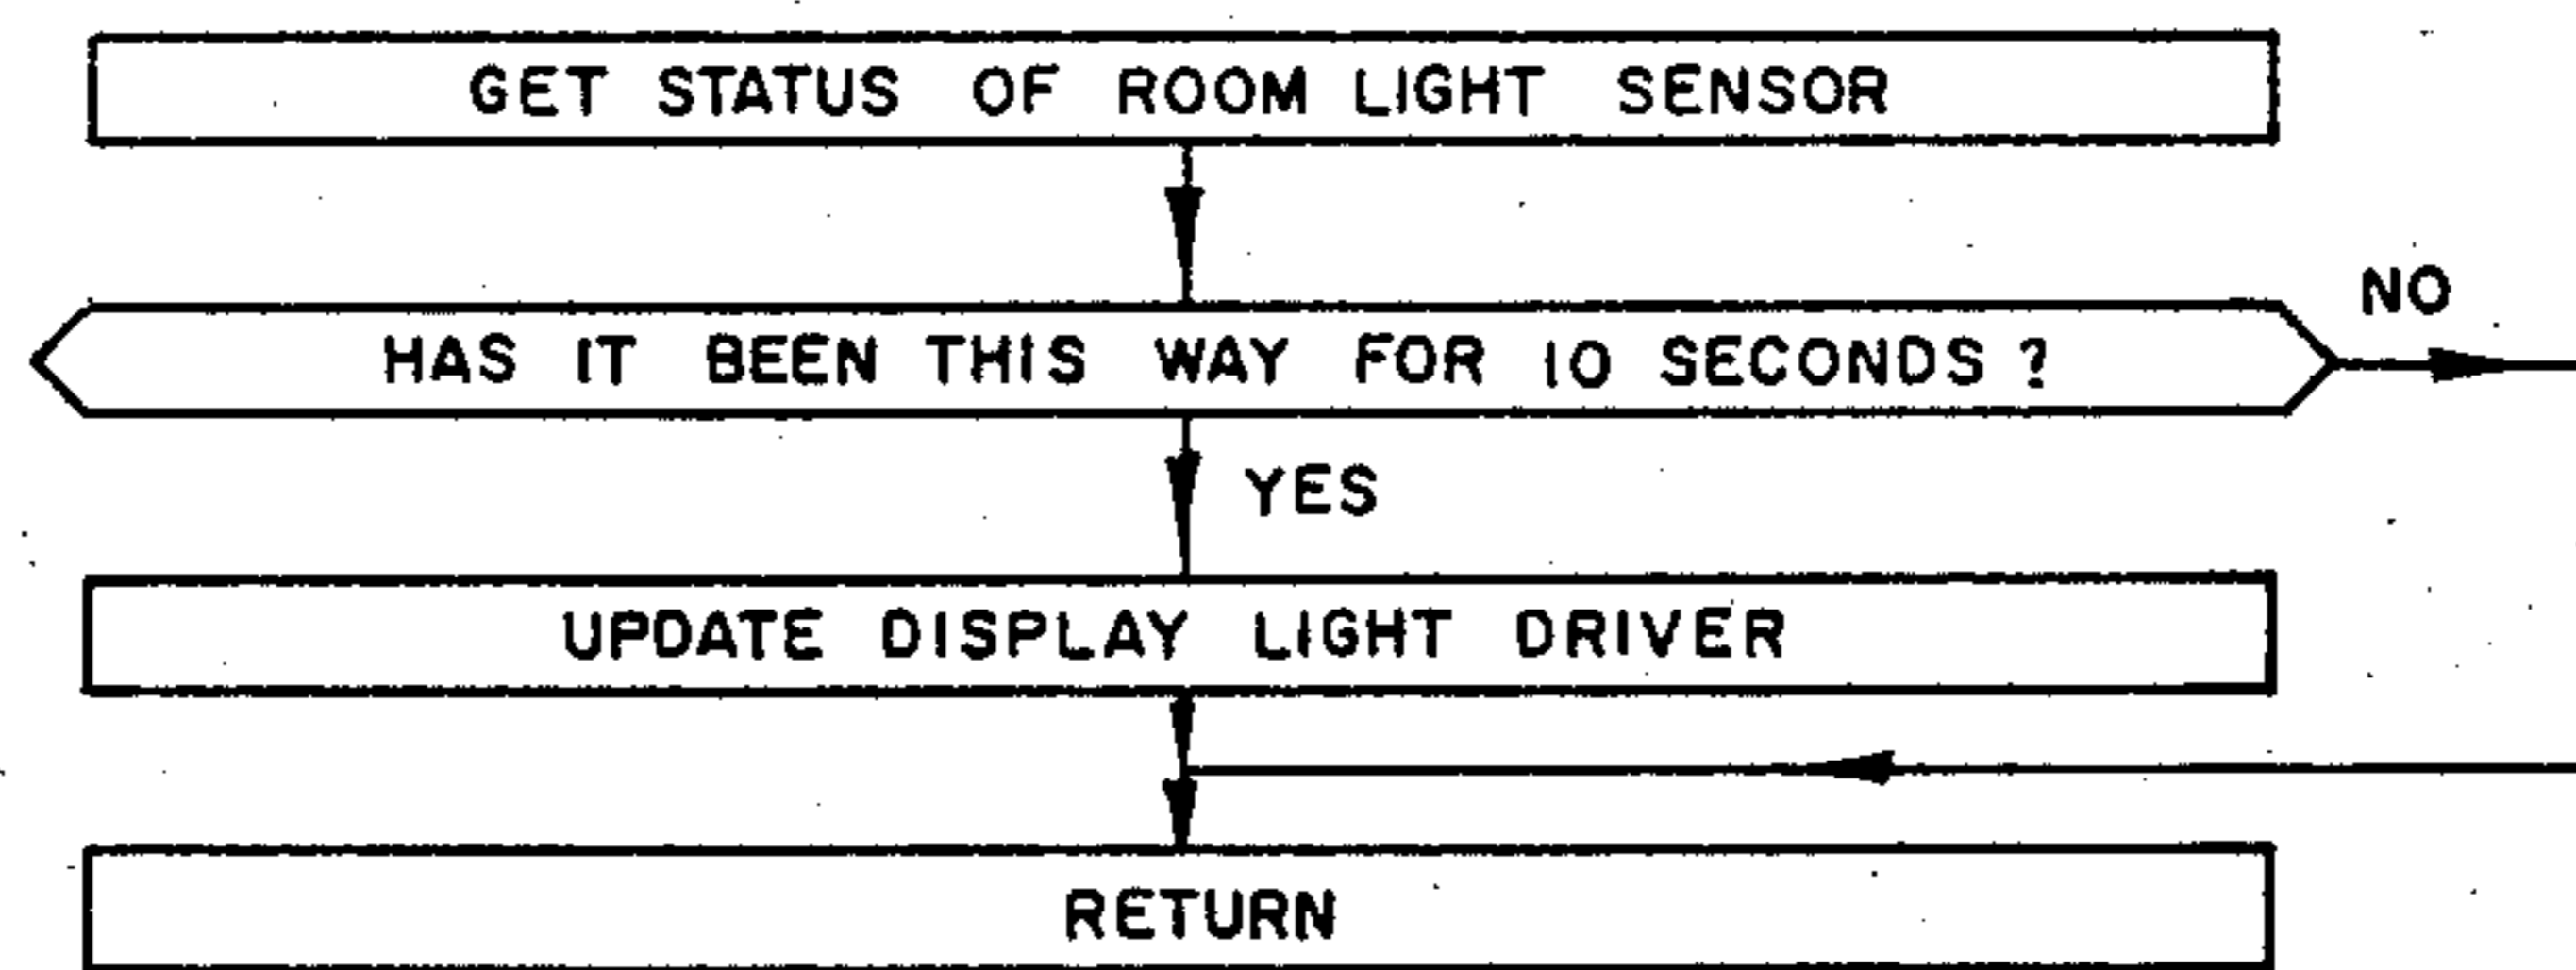 GET STATUS OF ROOM LIGHT SENSOR
NO
HAS IT BEEN THIS WAY FOR 10 SECONDS ?
YES
UPDATE DISPLAY LIGHT DRIVER
RETURN